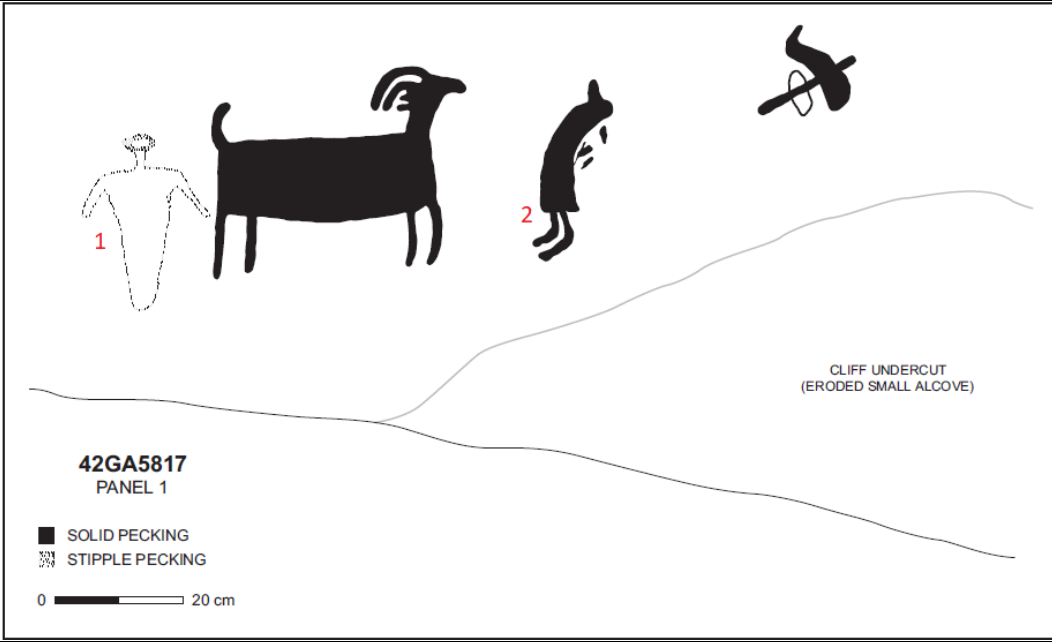 1
2
CLIFF UNDERCUT
(ERODED SMALL ALCOVE)
42GA5817
PANEL 1
SOLID PECKING
STIPPLE PECKING
0 20 cm